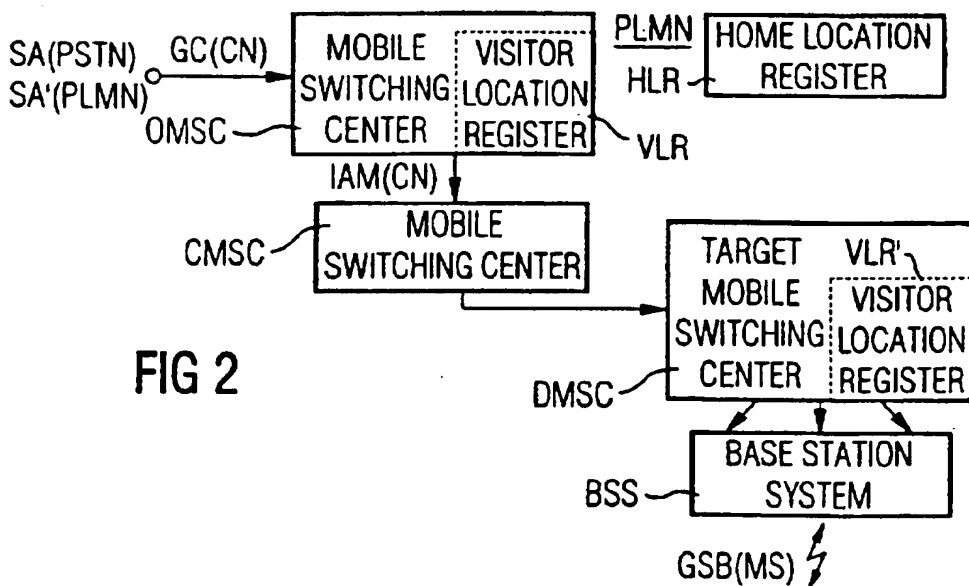 SA(PSTN)
SA'(PLMN)
GC(CN)
OMSC
MOBILE
SWITCHING
CENTER
VISITOR
LOCATION
REGISTER
VLR
PLMN
HLR
HOME LOCATION
REGISTER
IAM(CN)
CMSC
MOBILE
SWITCHING CENTER
TARGET
MOBILE
SWITCHING
CENTER
VLR'
VISITOR
LOCATION
REGISTER
DMSC
FIG 2
BSS
BASE STATION
SYSTEM
GSB(MS)